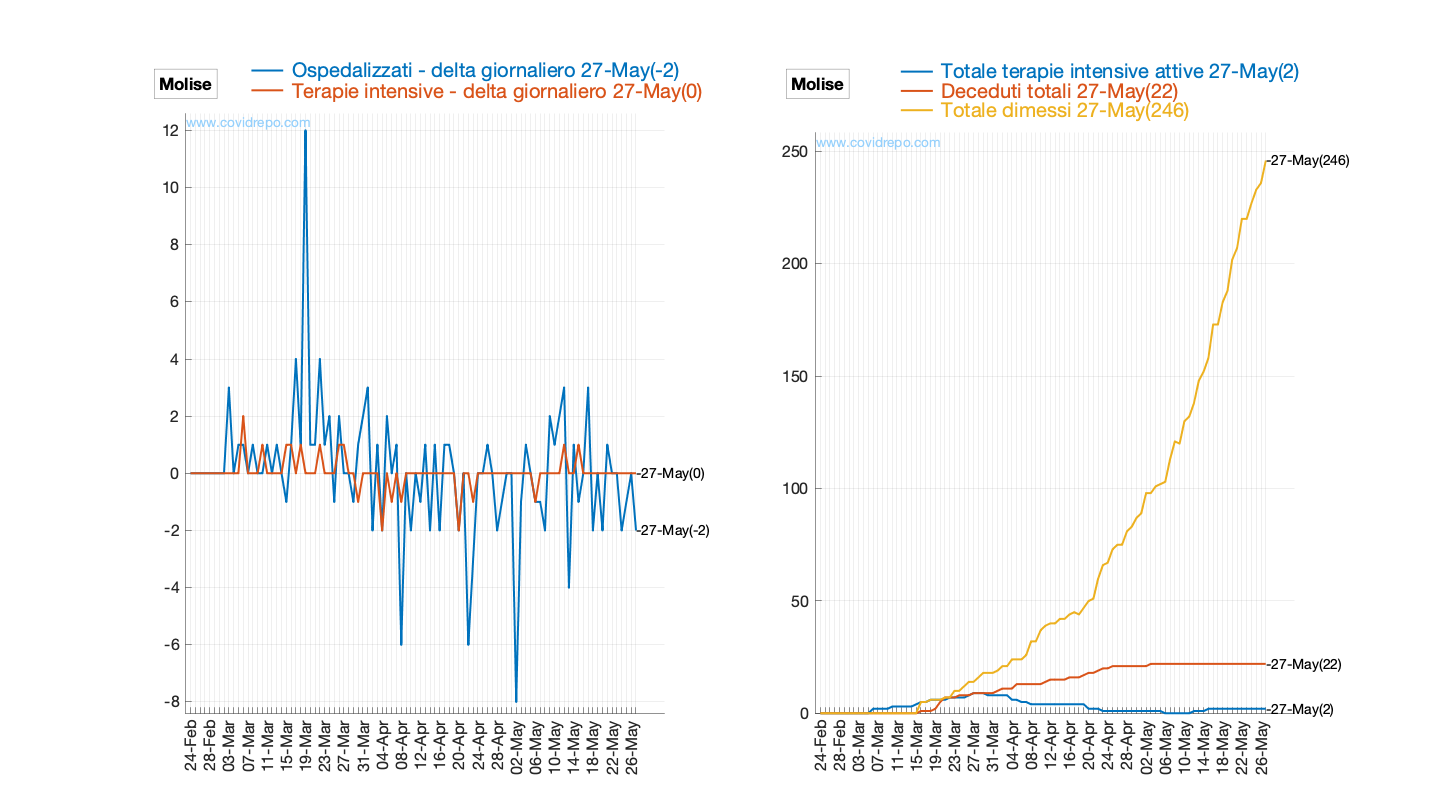 Molise
Ospedalizzati - delta giornaliero 27-May(-2)
Terapie intensive - delta giornaliero 27-May(0)
www.covidrepo.com
12
10
8
6
4
2
0
-2
-4
-6
-8
-27-May(0)
-27-May(-2)
24-Feb
28-Feb
03-Mar
07-Mar
11-Mar
15-Mar
19-Mar
23-Mar
27-Mar
31-Mar
04-Apr
08-Apr
12-Apr
16-Apr
20-Apr
24-Apr
28-Apr
02-May
06-May
10-May
14-May
18-May
22-May
26-May
Molise
Totale terapie intensive attive 27-May(2)
Deceduti totali 27-May(22)
Totale dimessi 27-May(246)
www.covidrepo.com
250
200
150
100
50
0
-27-May(246)
-27-May(22)
-27-May(2)
24-Feb
28-Feb
03-Mar
07-Mar
11-Mar
15-Mar
19-Mar
23-Mar
27-Mar
31-Mar
04-Apr
08-Apr
12-Apr
16-Apr
20-Apr
24-Apr
28-Apr
02-May
06-May
10-May
14-May
18-May
22-May
26-May